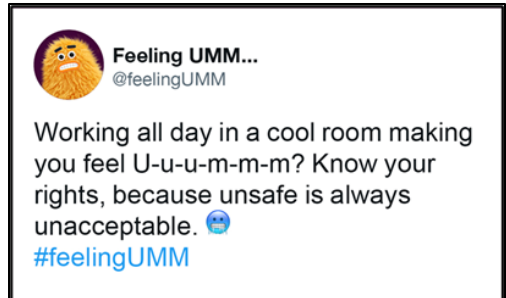 Feeling UMM...
@feelingUMM
Working all day in a cool room making
you feel U-u-u-m-m-m? Know your
rights, because unsafe is always
unacceptable. 🥶
#feelingUMM